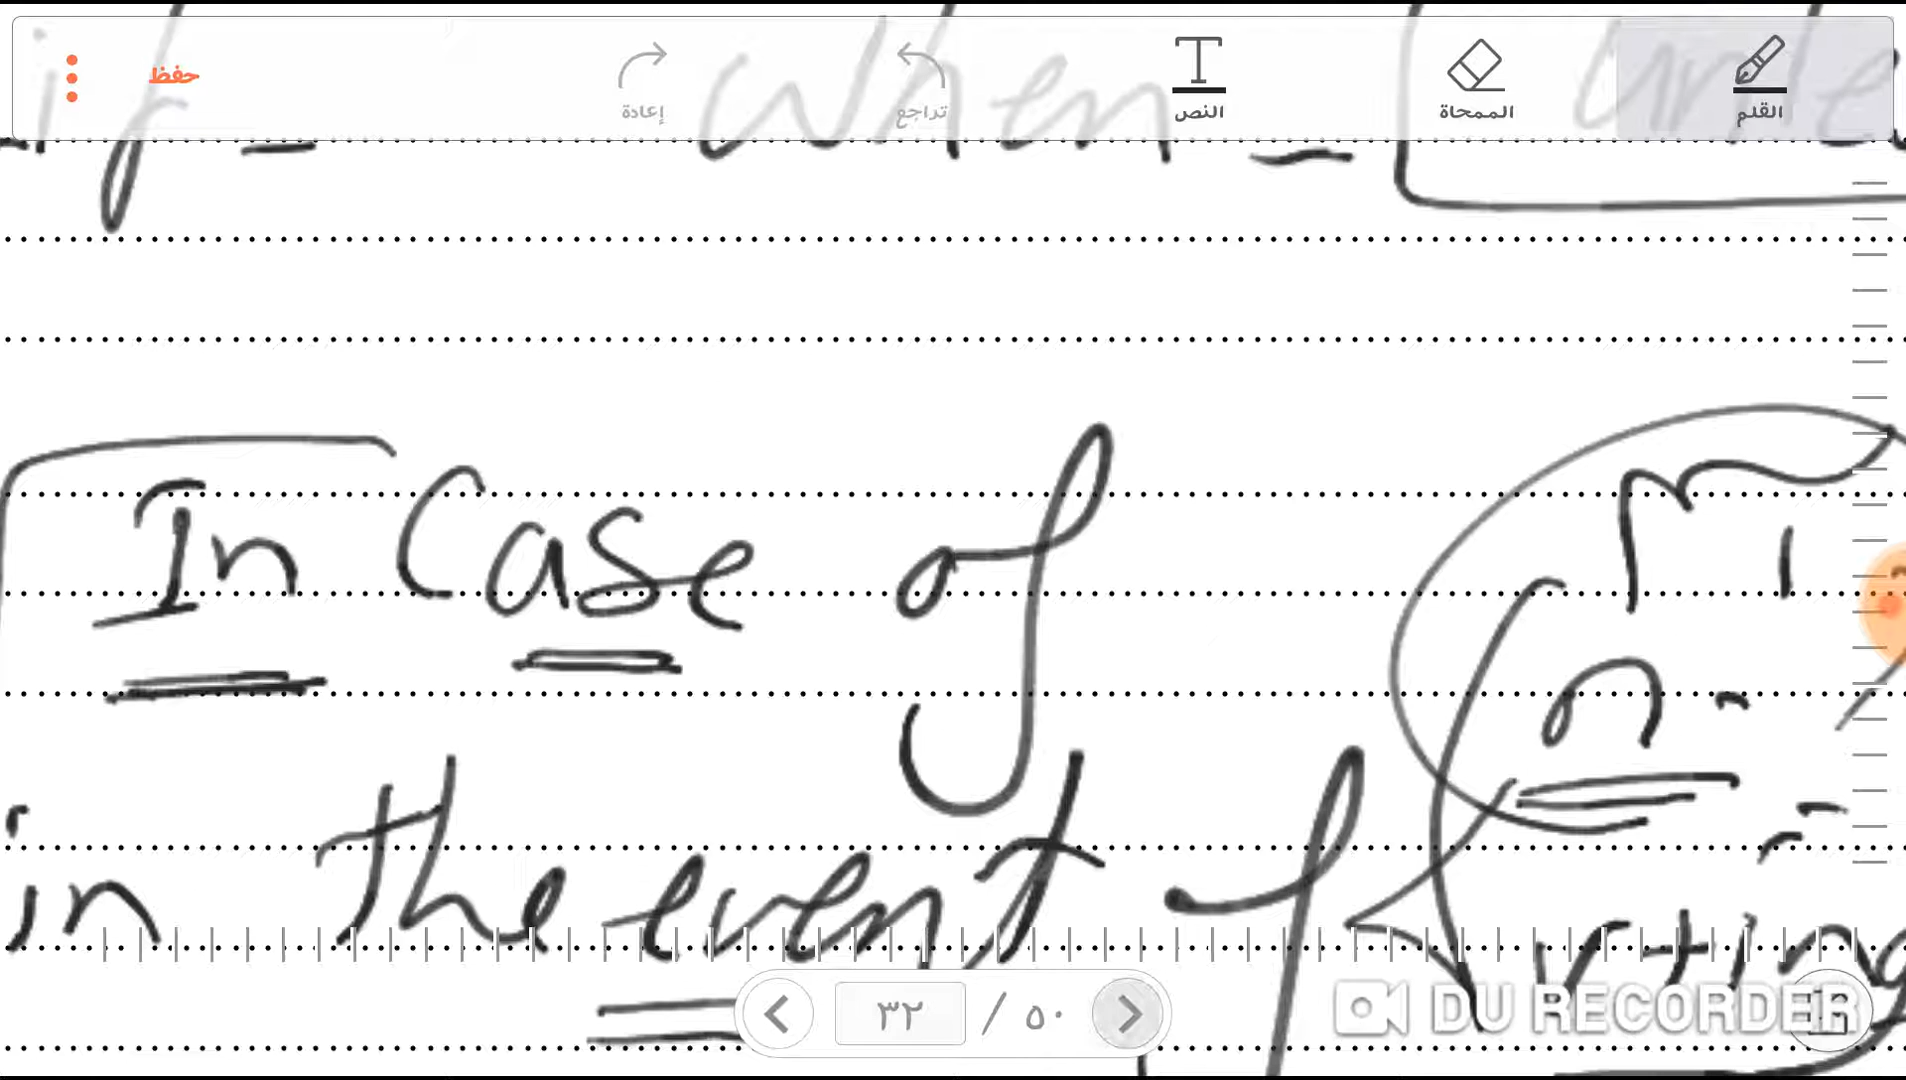 حفظ إعادة تراجع النص الممحاة القلم
if = when =
In Case of
n.
in the event of v+ing
٣٢ / ٥٠
DU RECORDER